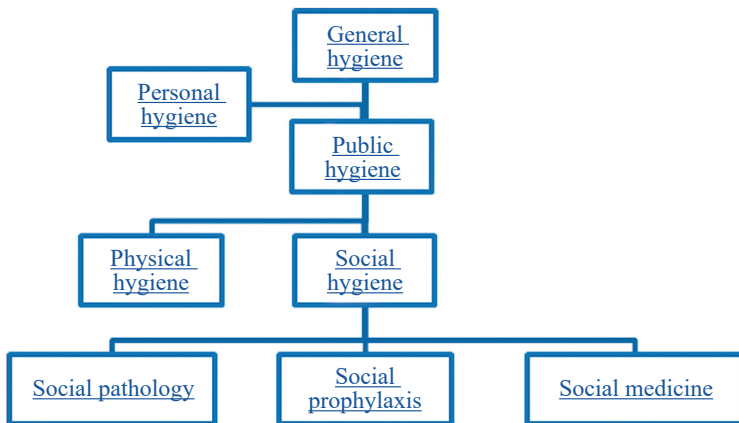 General
hygiene
Personal
hygiene
Public
hygiene
Physical
hygiene
Social
hygiene
Social pathology
Social
prophylaxis
Social medicine